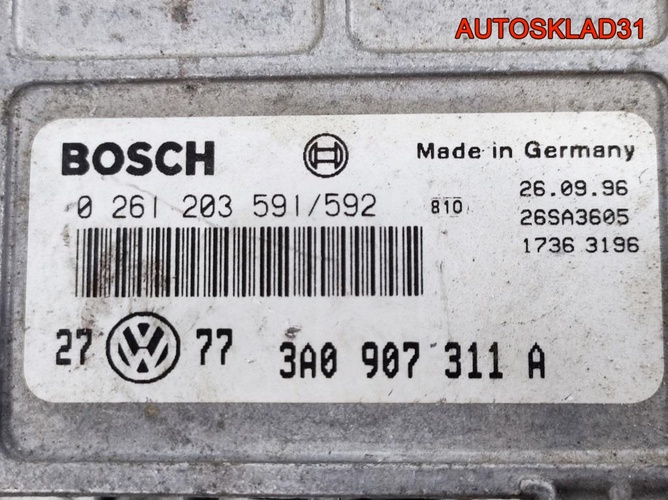 AUTOSKLAD31
BOSCH
Made in Germany
0 261 203 591/592
810
26.09.96
26SA3605
1736 3196
27 VW 77 3A0 907 311 A